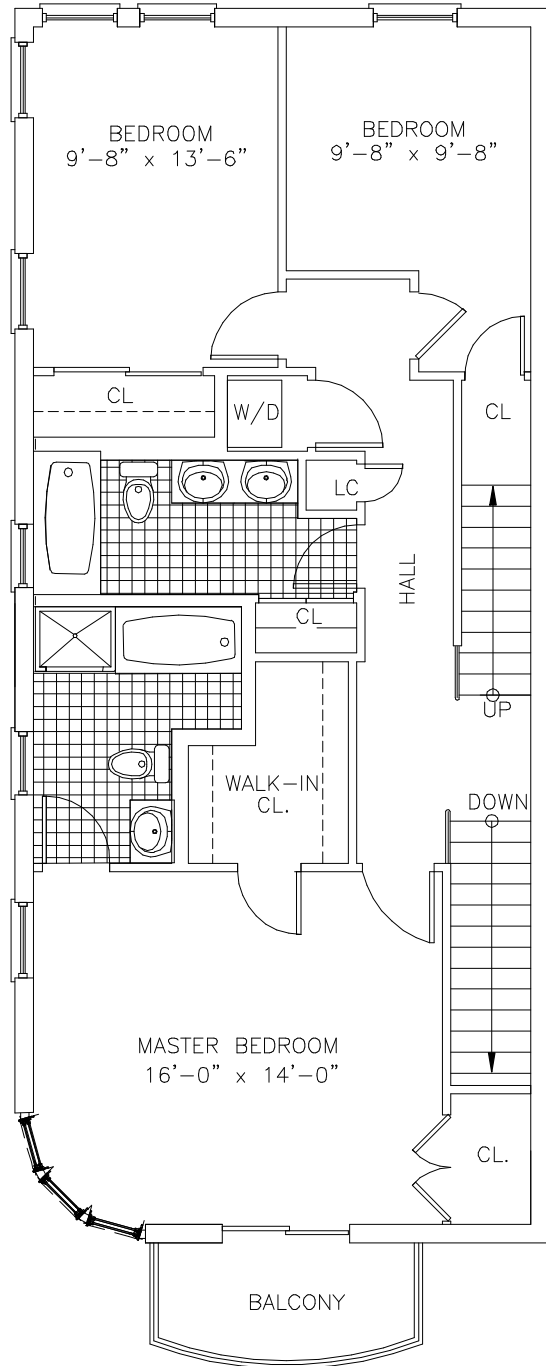 BEDROOM
9'-8" x 13'-6"
BEDROOM
9'-8" x 9'-8"
CL
W/D
CL
LC
HALL
CL
UP
WALK-IN
CL.
DOWN
MASTER BEDROOM
16'-0" x 14'-0"
CL.
BALCONY